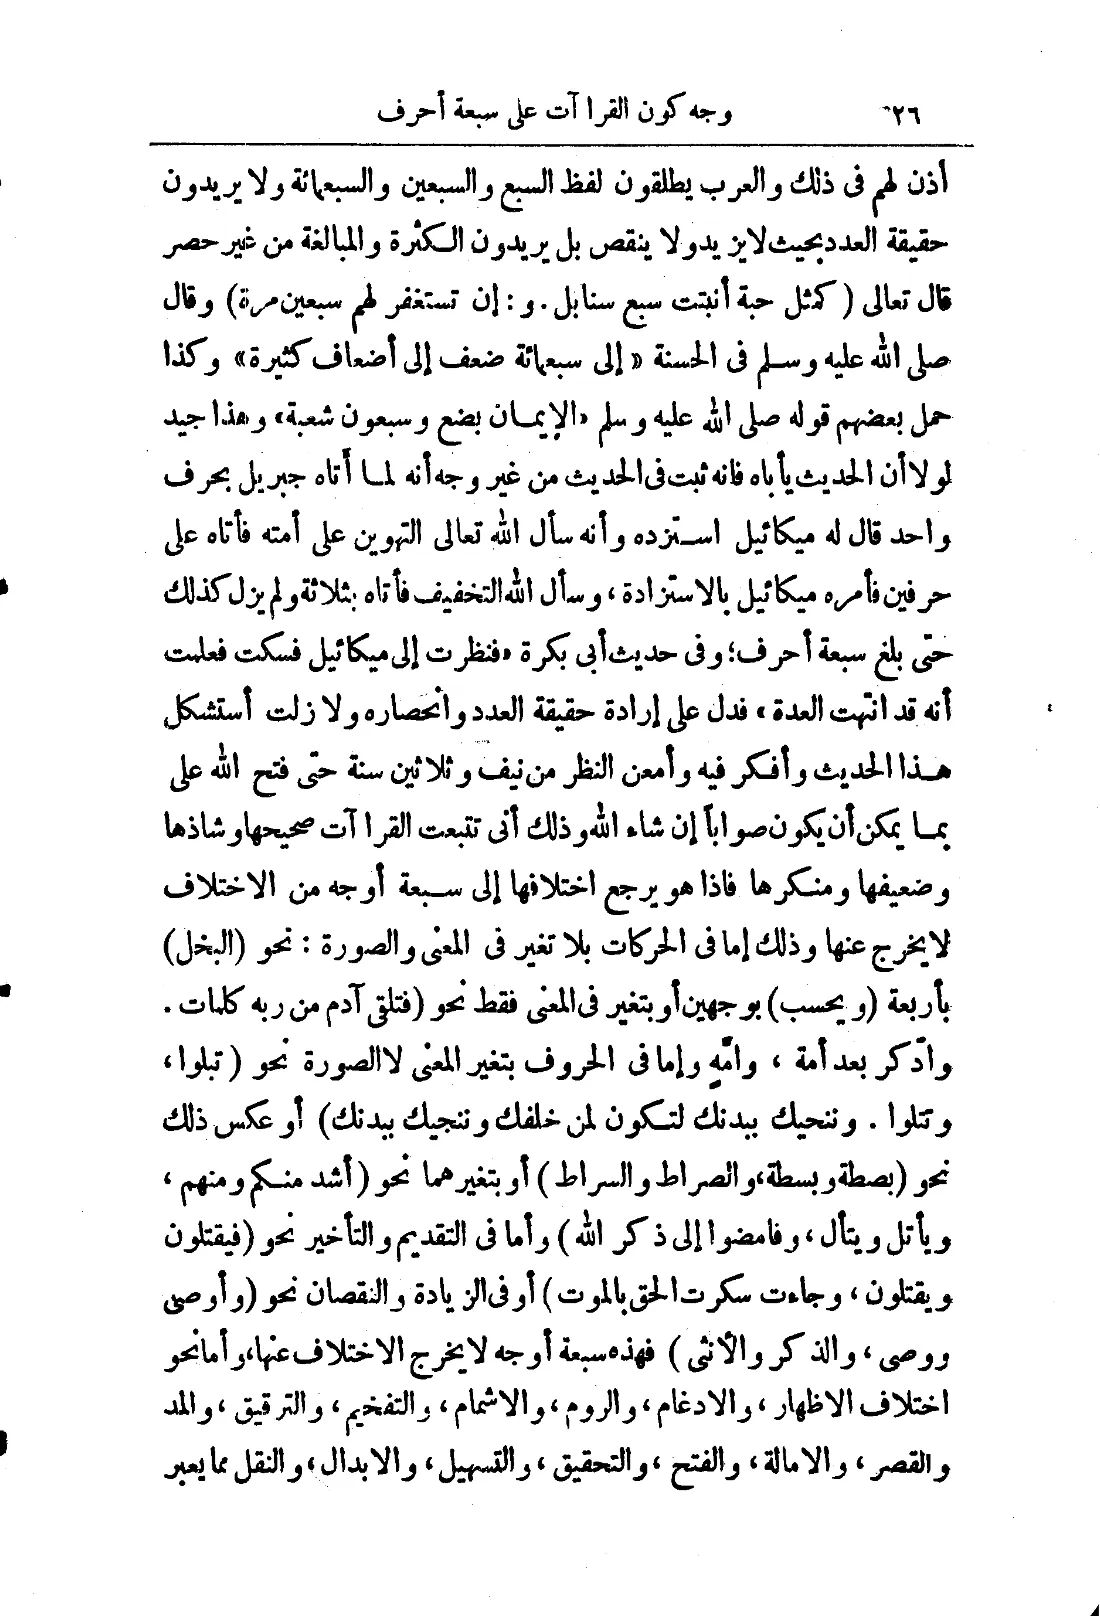 ٢٦ وجه كون القراآت على سبعة أحرف
أذن لهم فى ذلك والعرب يطلقون لفظ السبع والسبعين والسبعمائة ولا يريدون
حقيقة العدد بحيث لا يزيد ولا ينقص بل يريدون الكثرة والمبالغة من غير حصر
قال تعالى ( كمثل حبة أنبتت سبع سنابل . و : إن تستغفر لهم سبعين مرة ) وقال
صلى الله عليه وسلم فى الحسنة « إلى سبعمائة ضعف إلى أضعاف كثيرة » وكذا
حمل بعضهم قوله صلى الله عليه وسلم «الإيمان بضع وسبعون شعبة» وهذا جيد
لولا أن الحديث يأباه فانه ثبت فى الحديث من غير وجه أنه لما أتاه جبريل بحرف
واحد قال له ميكائيل استزده وأنه سأل الله تعالى التهوين على أمته فأتاه على
حرفين فأمره ميكائيل بالاستزادة ، وسأل الله التخفيف فأتاه بثلاثة ولم يزل كذلك
حتى بلغ سبعة أحرف؛ وفى حديث أبى بكرة «فنظرت إلى ميكائيل فسكت فعلمت
أنه قد انتهت العدة » فدل على إرادة حقيقة العدد وانحصاره ولا زلت أستشكل
هذا الحديث وأفكر فيه وأمعن النظر من نيف وثلاثين سنة حتى فتح الله على
بما يمكن أن يكون صواباً إن شاء الله وذلك أنى تتبعت القراآت صحيحها وشاذها
وضعيفها ومنكرها فاذا هو يرجع اختلافها إلى سبعة أوجه من الاختلاف
لا يخرج عنها وذلك إما فى الحركات بلا تغير فى المعنى والصورة : نحو (البخل)
بأربعة (ويحسب) بوجهين أو بتغير فى المعنى فقط نحو (فتلقى آدم من ربه كلمات .
وادّكر بعد أمة ، وامّهٍ وإما فى الحروف بتغير المعنى لا الصورة نحو ( تبلوا ،
وتتلوا . وننحيك ببدنك لتكون لمن خلفك وننجيك ببدنك) أو عكس ذلك
نحو (بصطة وبسطة، والصراط والسراط ) أو بتغيرهما نحو (أشد منكم ومنهم ،
ويأتل ويتأل ، وفامضوا إلى ذكر الله ) وأما فى التقديم والتأخير نحو (فيقتلون
ويقتلون ، وجاءت سكرت الحق بالموت ) أو فى الزيادة والنقصان نحو (وأوصى
ووصى ، والذكر والأنثى ) فهذه سبعة أوجه لا يخرج الاختلاف عنها، وأما نحو
اختلاف الاظهار ، والادغام ، والروم ، والاشمام ، والتفخيم ، والترقيق ، والمد
والقصر ، والامالة ، والفتح ، والتحقيق ، والتسهيل ، والابدال ، والنقل مما يعبر